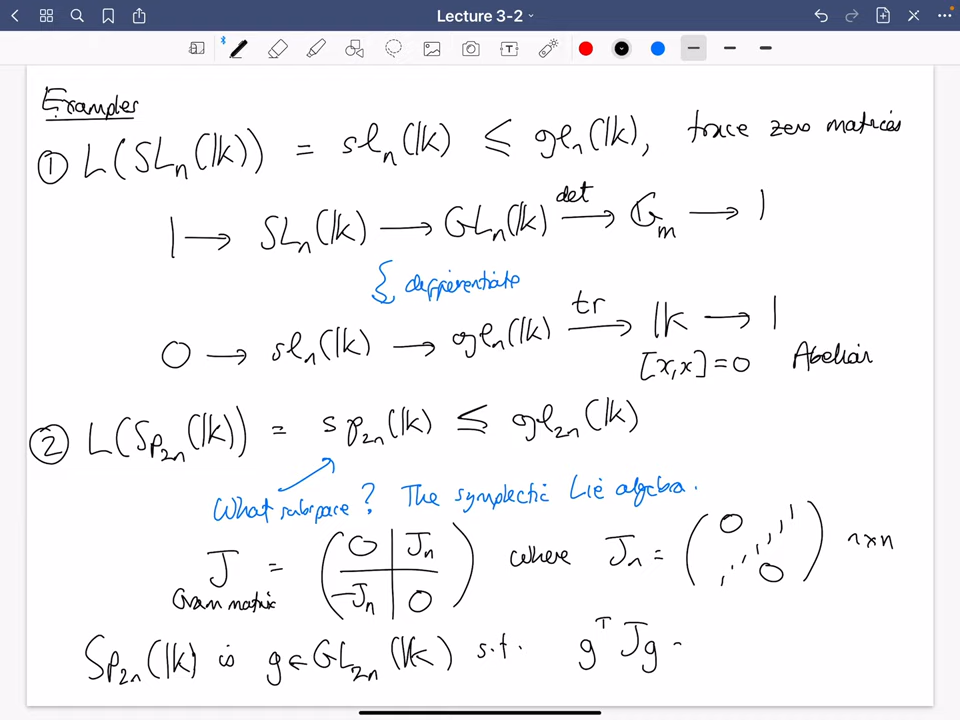 Lecture 3-2
Examples
① L(SLₙ(𝕜)) = slₙ(𝕜) ≤ glₙ(𝕜), trace zero matrices
1 → SLₙ(𝕜) → GLₙ(𝕜) →^det 𝔾ₘ → 1
differentiate
0 → slₙ(𝕜) → glₙ(𝕜) →^tr 𝕜 → 1
[x,x]=0 Abelian
② L(Sp₂ₙ(𝕜)) = sp₂ₙ(𝕜) ≤ gl₂ₙ(𝕜)
What subspace? The symplectic Lie algebra.
J = ( 0 | Jₙ ; -Jₙ | 0 ) where Jₙ = ( 0 1 ⋰ 0 ) n×n
Gram matrix
Sp₂ₙ(𝕜) is g ∈ GL₂ₙ(𝕜) s.t. gᵀJg -